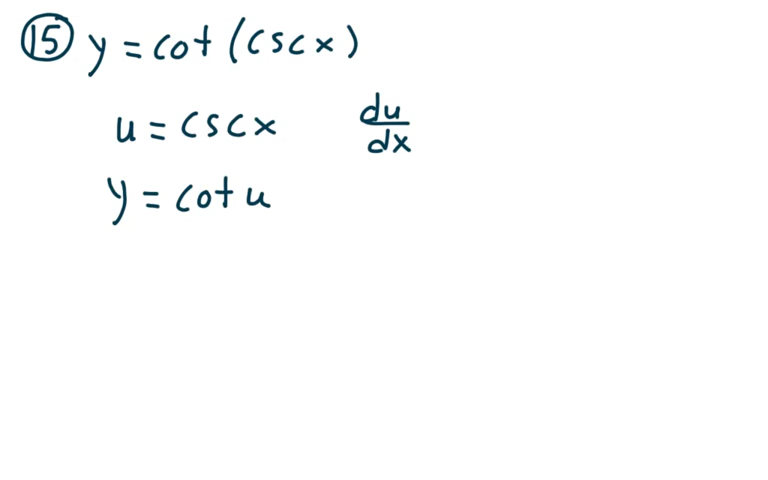 ⑮ y = cot (csc x)
u = csc x    du/dx
y = cot u